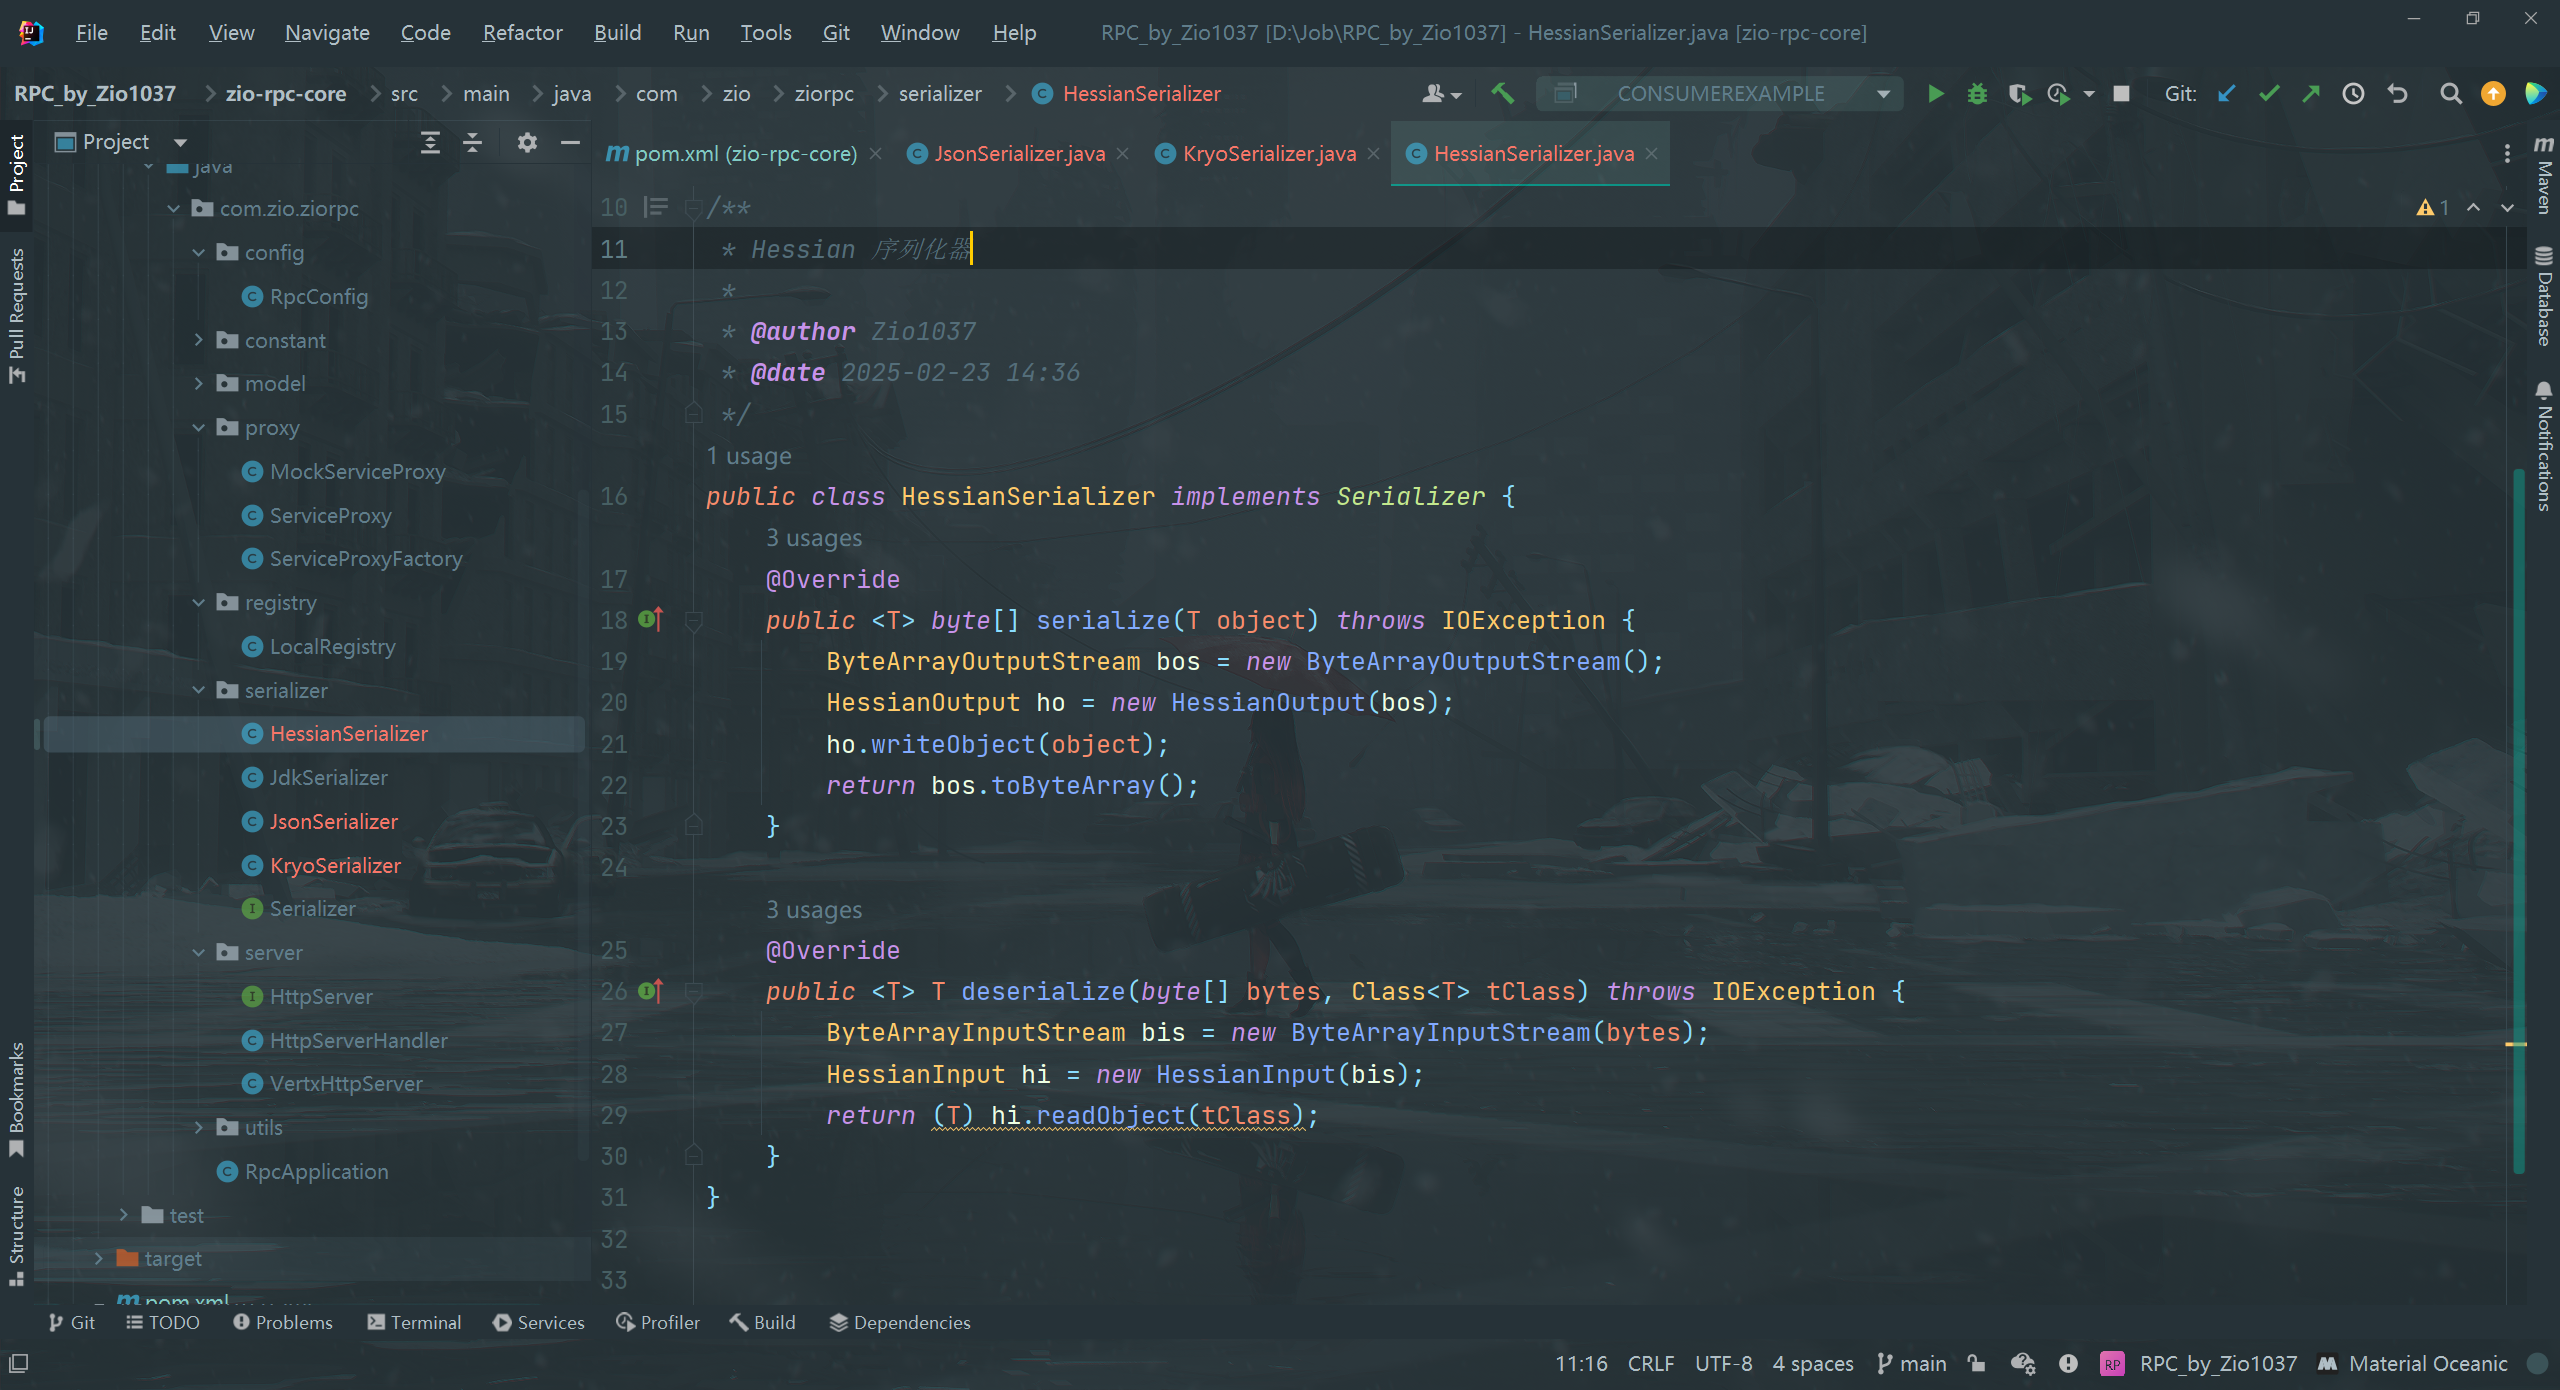 File Edit View Navigate Code Refactor Build Run Tools Git Window Help RPC_by_Zio1037 [D:\Job\RPC_by_Zio1037] - HessianSerializer.java [zio-rpc-core]
RPC_by_Zio1037 zio-rpc-core src main java com zio ziorpc serializer HessianSerializer CONSUMEREXAMPLE Git:
Project
pom.xml (zio-rpc-core) JsonSerializer.java KryoSerializer.java HessianSerializer.java
Project
Pull Requests
Bookmarks
Structure
java
com.zio.ziorpc
config
RpcConfig
constant
model
proxy
MockServiceProxy
ServiceProxy
ServiceProxyFactory
registry
LocalRegistry
serializer
HessianSerializer
JdkSerializer
JsonSerializer
KryoSerializer
Serializer
server
HttpServer
HttpServerHandler
VertxHttpServer
utils
RpcApplication
test
target
pom.xml
10 /**
11 * Hessian 序列化器
12 *
13 * @author Zio1037
14 * @date 2025-02-23 14:36
15 */
1 usage
16 public class HessianSerializer implements Serializer {
3 usages
17 @Override
18 public <T> byte[] serialize(T object) throws IOException {
19 ByteArrayOutputStream bos = new ByteArrayOutputStream();
20 HessianOutput ho = new HessianOutput(bos);
21 ho.writeObject(object);
22 return bos.toByteArray();
23 }
24
3 usages
25 @Override
26 public <T> T deserialize(byte[] bytes, Class<T> tClass) throws IOException {
27 ByteArrayInputStream bis = new ByteArrayInputStream(bytes);
28 HessianInput hi = new HessianInput(bis);
29 return (T) hi.readObject(tClass);
30 }
31 }
32
33
1
Maven
Database
Notifications
Git TODO Problems Terminal Services Profiler Build Dependencies
11:16 CRLF UTF-8 4 spaces main RP RPC_by_Zio1037 Material Oceanic